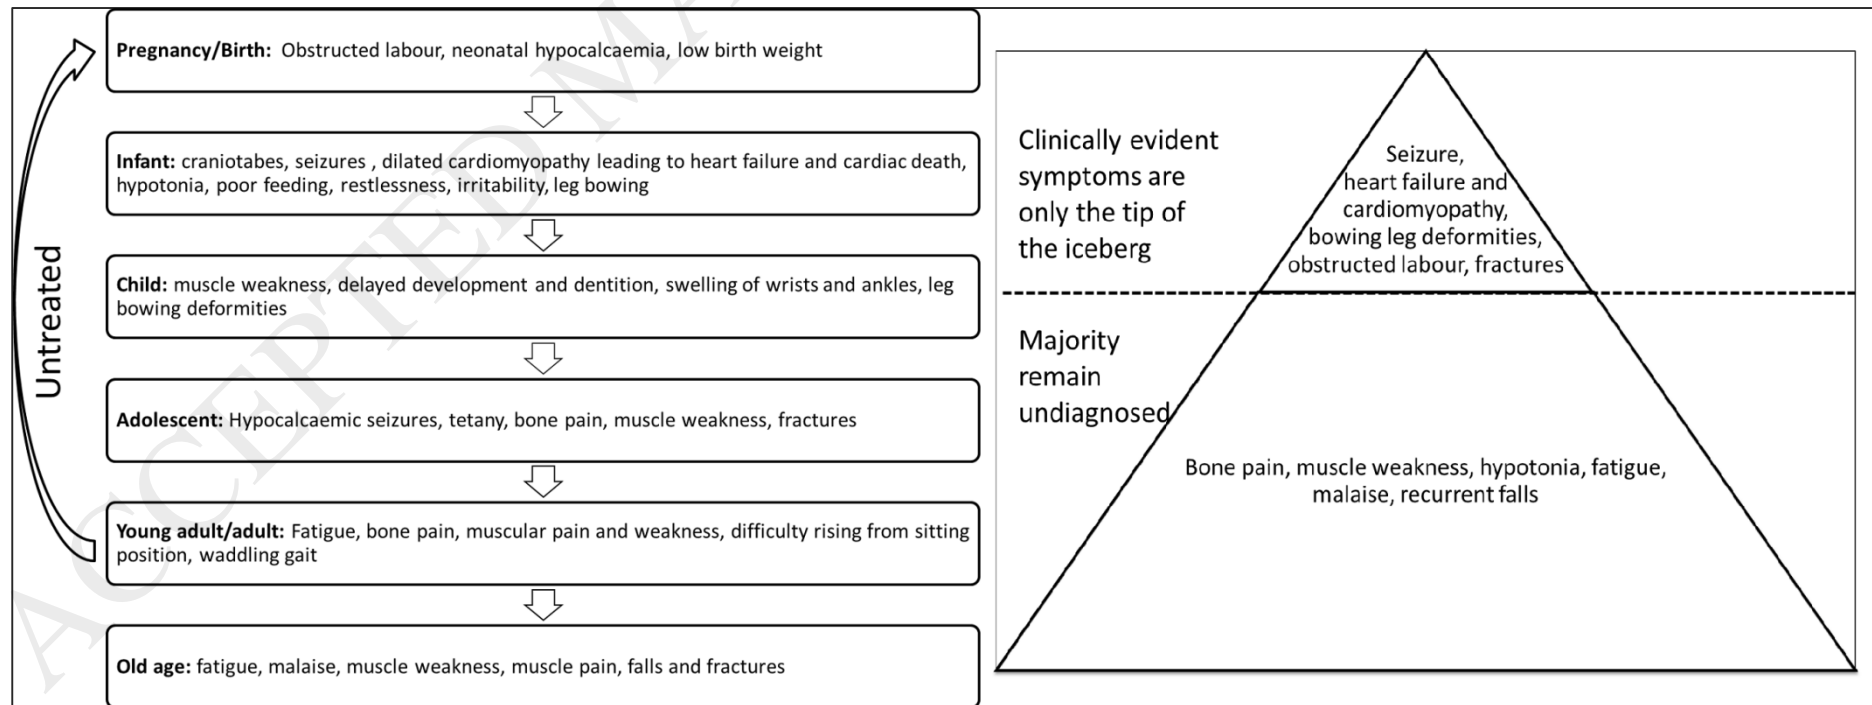 Pregnancy/Birth: Obstructed labour, neonatal hypocalcaemia, low birth weight
Infant: craniotabes, seizures , dilated cardiomyopathy leading to heart failure and cardiac death,
hypotonia, poor feeding, restlessness, irritability, leg bowing
Child: muscle weakness, delayed development and dentition, swelling of wrists and ankles, leg
bowing deformities
Adolescent: Hypocalcaemic seizures, tetany, bone pain, muscle weakness, fractures
Young adult/adult: Fatigue, bone pain, muscular pain and weakness, difficulty rising from sitting
position, waddling gait
Old age: fatigue, malaise, muscle weakness, muscle pain, falls and fractures
Untreated
Clinically evident
symptoms are
only the tip of
the iceberg
Seizure,
heart failure and
cardiomyopathy,
bowing leg deformities,
obstructed labour, fractures
Majority
remain
undiagnosed
Bone pain, muscle weakness, hypotonia, fatigue,
malaise, recurrent falls
ACCEPTED MA